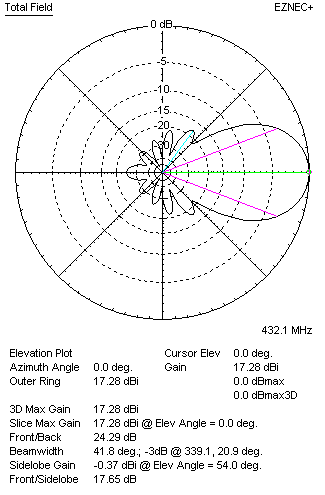 Total Field EZNEC+
0 dB
-5
-10
-15
-20
-30
432.1 MHz
Elevation Plot Cursor Elev 0.0 deg.
Azimuth Angle 0.0 deg. Gain 17.28 dBi
Outer Ring 17.28 dBi 0.0 dBmax
0.0 dBmax3D
3D Max Gain 17.28 dBi
Slice Max Gain 17.28 dBi @ Elev Angle = 0.0 deg.
Front/Back 24.29 dB
Beamwidth 41.8 deg.; -3dB @ 339.1, 20.9 deg.
Sidelobe Gain -0.37 dBi @ Elev Angle = 54.0 deg.
Front/Sidelobe 17.65 dB